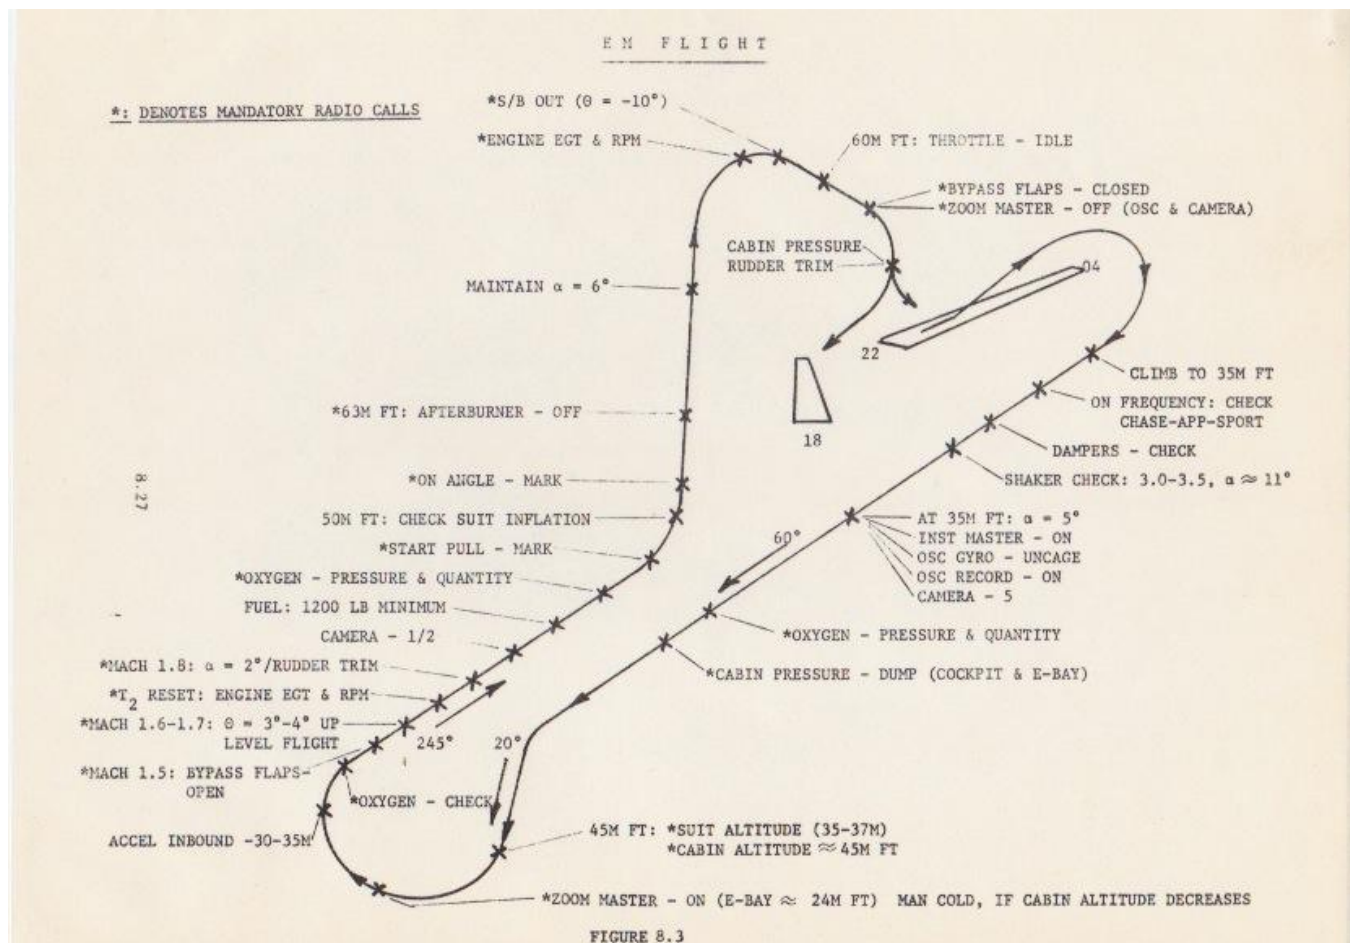 EM FLIGHT
*: DENOTES MANDATORY RADIO CALLS
*S/B OUT (θ = -10°)
*ENGINE EGT & RPM
60M FT: THROTTLE - IDLE
*BYPASS FLAPS - CLOSED
*ZOOM MASTER - OFF (OSC & CAMERA)
CABIN PRESSURE
RUDDER TRIM
04
MAINTAIN α = 6°
22
CLIMB TO 35M FT
ON FREQUENCY: CHECK
CHASE-APP-SPORT
*63M FT: AFTERBURNER - OFF
18
DAMPERS - CHECK
*ON ANGLE - MARK
SHAKER CHECK: 3.0-3.5, α ≈ 11°
8.27
50M FT: CHECK SUIT INFLATION
AT 35M FT: α = 5°
INST MASTER - ON
OSC GYRO - UNCAGE
OSC RECORD - ON
CAMERA - 5
60°
*START PULL - MARK
*OXYGEN - PRESSURE & QUANTITY
FUEL: 1200 LB MINIMUM
CAMERA - 1/2
*OXYGEN - PRESSURE & QUANTITY
*MACH 1.8: α = 2°/RUDDER TRIM
*CABIN PRESSURE - DUMP (COCKPIT & E-BAY)
*T2 RESET: ENGINE EGT & RPM
*MACH 1.6-1.7: θ = 3°-4° UP
LEVEL FLIGHT
245°
20°
*MACH 1.5: BYPASS FLAPS-
OPEN
*OXYGEN - CHECK
ACCEL INBOUND -30-35M
45M FT: *SUIT ALTITUDE (35-37M)
*CABIN ALTITUDE ≈ 45M FT
*ZOOM MASTER - ON (E-BAY ≈ 24M FT) MAN COLD, IF CABIN ALTITUDE DECREASES
FIGURE 8.3